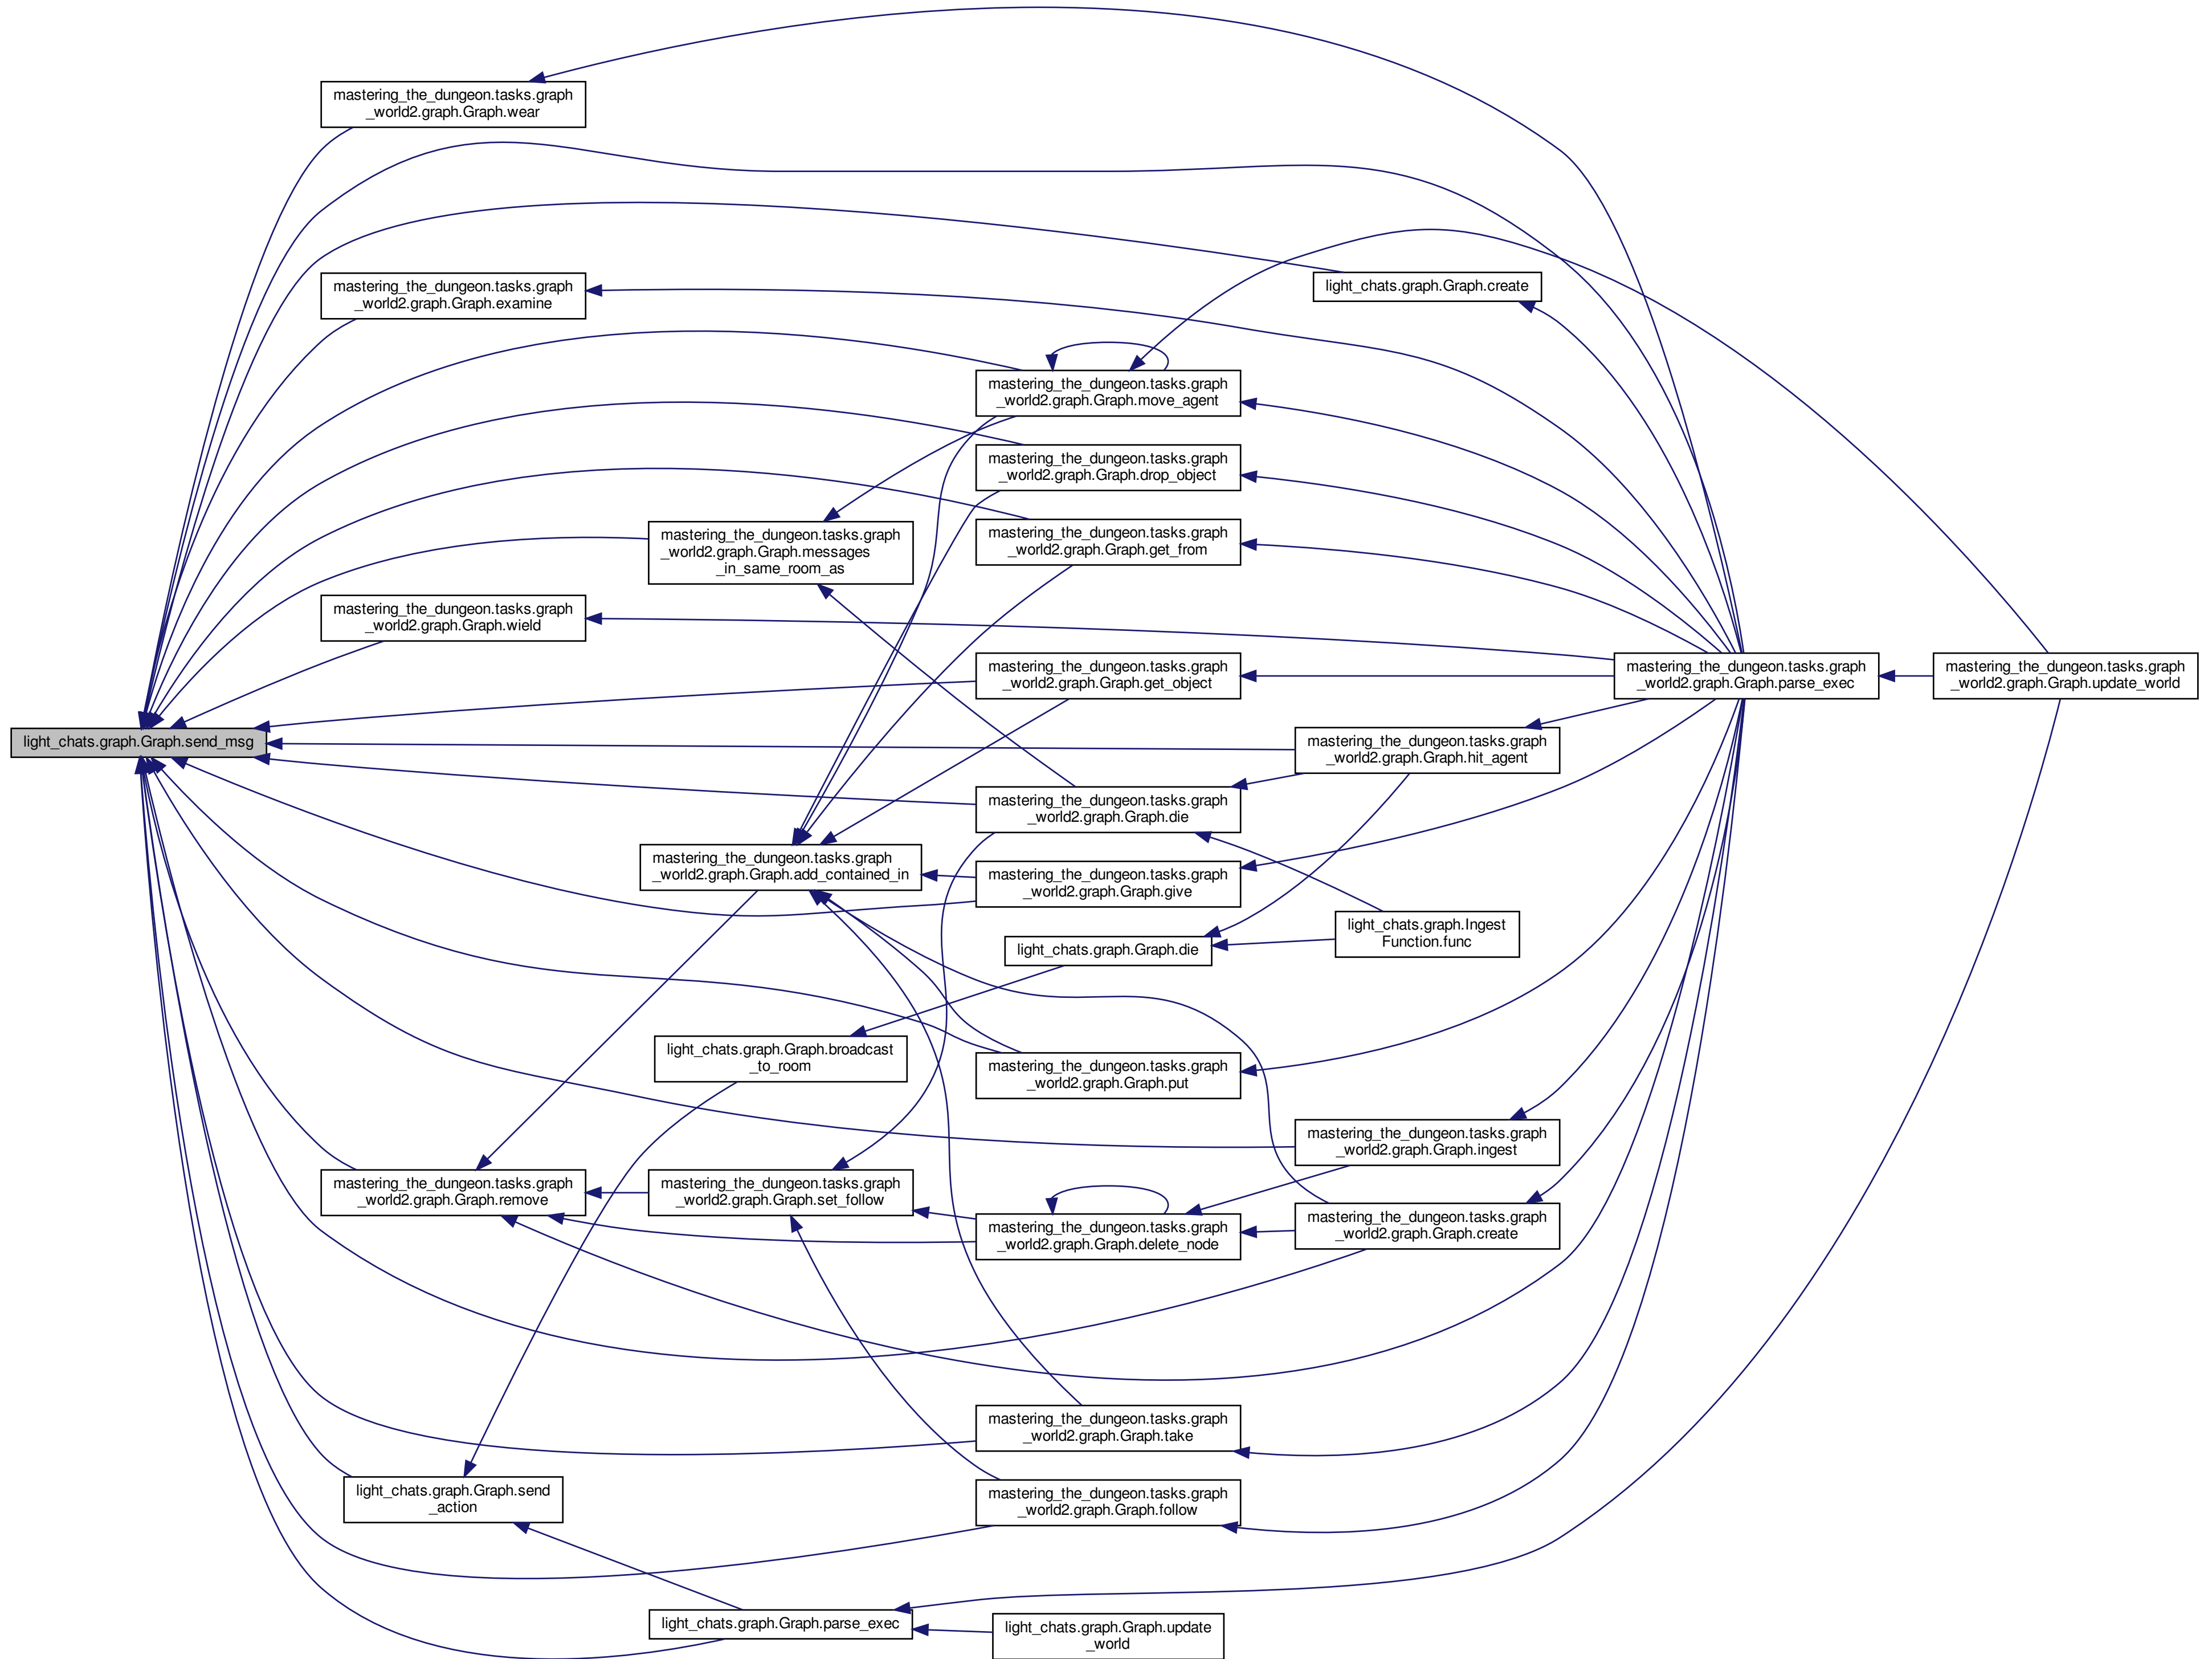 mastering_the_dungeon.tasks.graph
_world2.graph.Graph.wear
mastering_the_dungeon.tasks.graph
_world2.graph.Graph.examine
light_chats.graph.Graph.create
mastering_the_dungeon.tasks.graph
_world2.graph.Graph.move_agent
mastering_the_dungeon.tasks.graph
_world2.graph.Graph.drop_object
mastering_the_dungeon.tasks.graph
_world2.graph.Graph.messages
_in_same_room_as
mastering_the_dungeon.tasks.graph
_world2.graph.Graph.get_from
mastering_the_dungeon.tasks.graph
_world2.graph.Graph.wield
mastering_the_dungeon.tasks.graph
_world2.graph.Graph.get_object
mastering_the_dungeon.tasks.graph
_world2.graph.Graph.parse_exec
mastering_the_dungeon.tasks.graph
_world2.graph.Graph.update_world
light_chats.graph.Graph.send_msg
mastering_the_dungeon.tasks.graph
_world2.graph.Graph.hit_agent
mastering_the_dungeon.tasks.graph
_world2.graph.Graph.die
mastering_the_dungeon.tasks.graph
_world2.graph.Graph.add_contained_in
mastering_the_dungeon.tasks.graph
_world2.graph.Graph.give
light_chats.graph.Ingest
Function.func
light_chats.graph.Graph.die
light_chats.graph.Graph.broadcast
_to_room
mastering_the_dungeon.tasks.graph
_world2.graph.Graph.put
mastering_the_dungeon.tasks.graph
_world2.graph.Graph.ingest
mastering_the_dungeon.tasks.graph
_world2.graph.Graph.remove
mastering_the_dungeon.tasks.graph
_world2.graph.Graph.set_follow
mastering_the_dungeon.tasks.graph
_world2.graph.Graph.delete_node
mastering_the_dungeon.tasks.graph
_world2.graph.Graph.create
mastering_the_dungeon.tasks.graph
_world2.graph.Graph.take
light_chats.graph.Graph.send
_action
mastering_the_dungeon.tasks.graph
_world2.graph.Graph.follow
light_chats.graph.Graph.parse_exec
light_chats.graph.Graph.update
_world